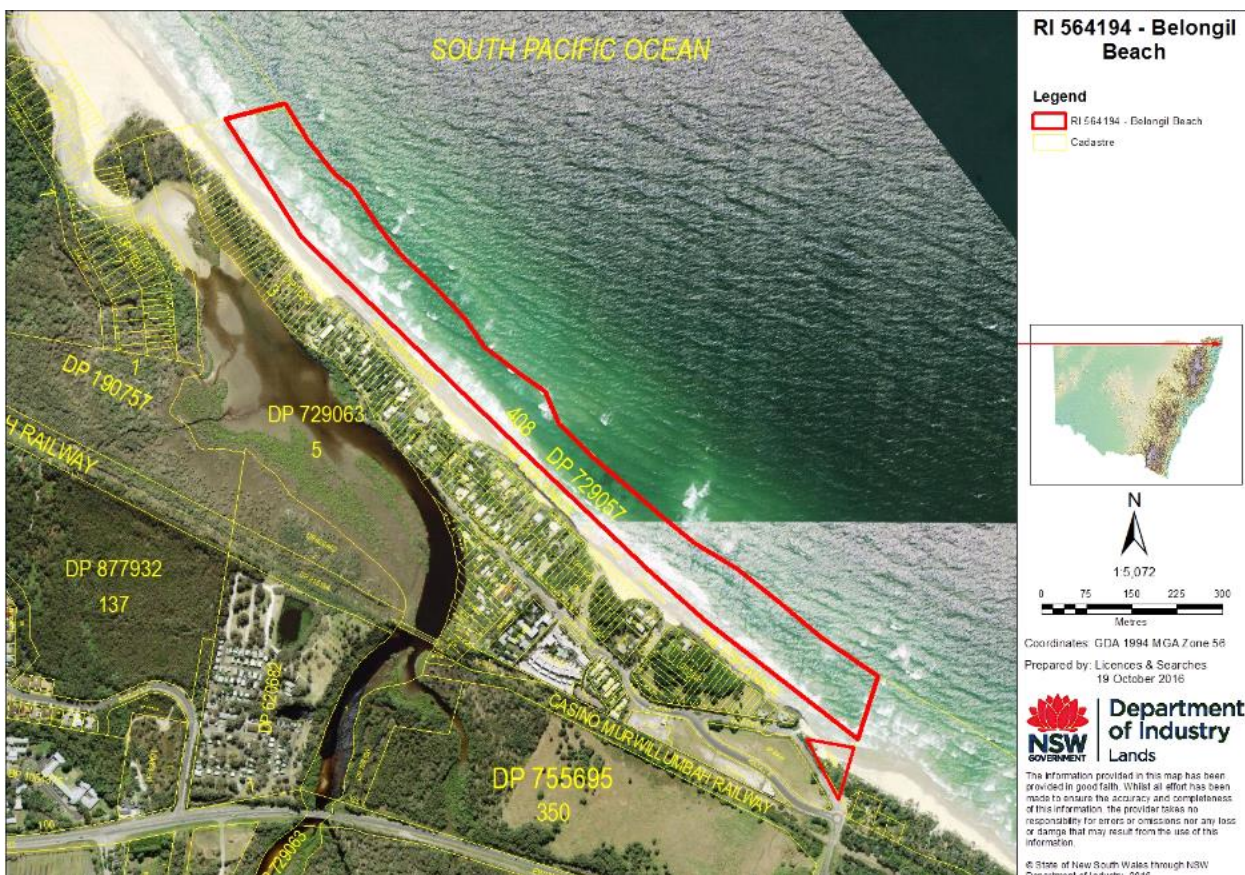 SOUTH PACIFIC OCEAN
DP 190757
1
DP 729063
5
H RAILWAY
408 DP 729057
DP 877932
137
CASINO MURWILLUMBAH RAILWAY
DP 755695
350
100
729063
RI 564194 - Belongil
Beach
Legend
RI 564194 - Belongil Beach
Cadastre
N
1:5,072
0 75 150 225 300
Metres
Coordinates: GDA 1994 MGA Zone 56
Prepared by: Licences & Searches
19 October 2016
NSW
GOVERNMENT
Department
of Industry
Lands
The information provided in this map has been
provided in good faith. Whilst all effort has been
made to ensure the accuracy and completeness
of this information, the provider takes no
responsibility for errors or omissions nor any loss
or damge that may result from the use of this
information.
© State of New South Wales through NSW
Department of Industry, 2016